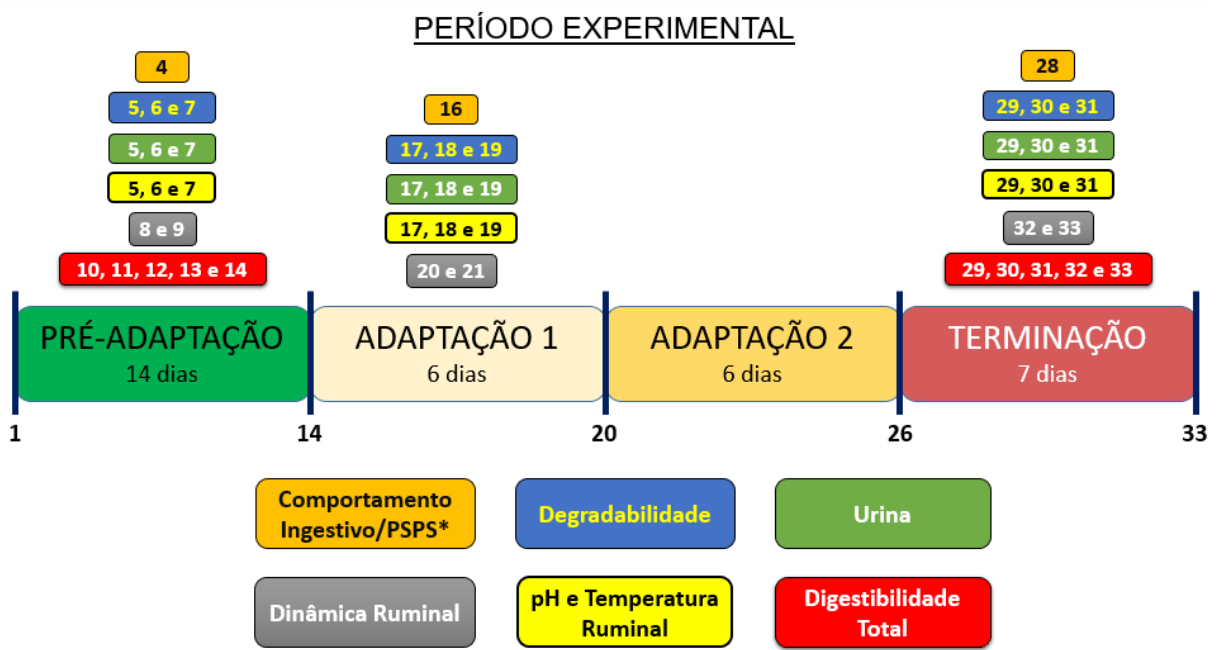 PERÍODO EXPERIMENTAL
4
5, 6 e 7
5, 6 e 7
5, 6 e 7
8 e 9
10, 11, 12, 13 e 14
16
17, 18 e 19
17, 18 e 19
17, 18 e 19
20 e 21
28
29, 30 e 31
29, 30 e 31
29, 30 e 31
32 e 33
29, 30, 31, 32 e 33
PRÉ-ADAPTAÇÃO
14 dias
ADAPTAÇÃO 1
6 dias
ADAPTAÇÃO 2
6 dias
TERMINAÇÃO
7 dias
1
14
20
26
33
Comportamento
Ingestivo/PSPS*
Degradabilidade
Urina
Dinâmica Ruminal
pH e Temperatura
Ruminal
Digestibilidade
Total